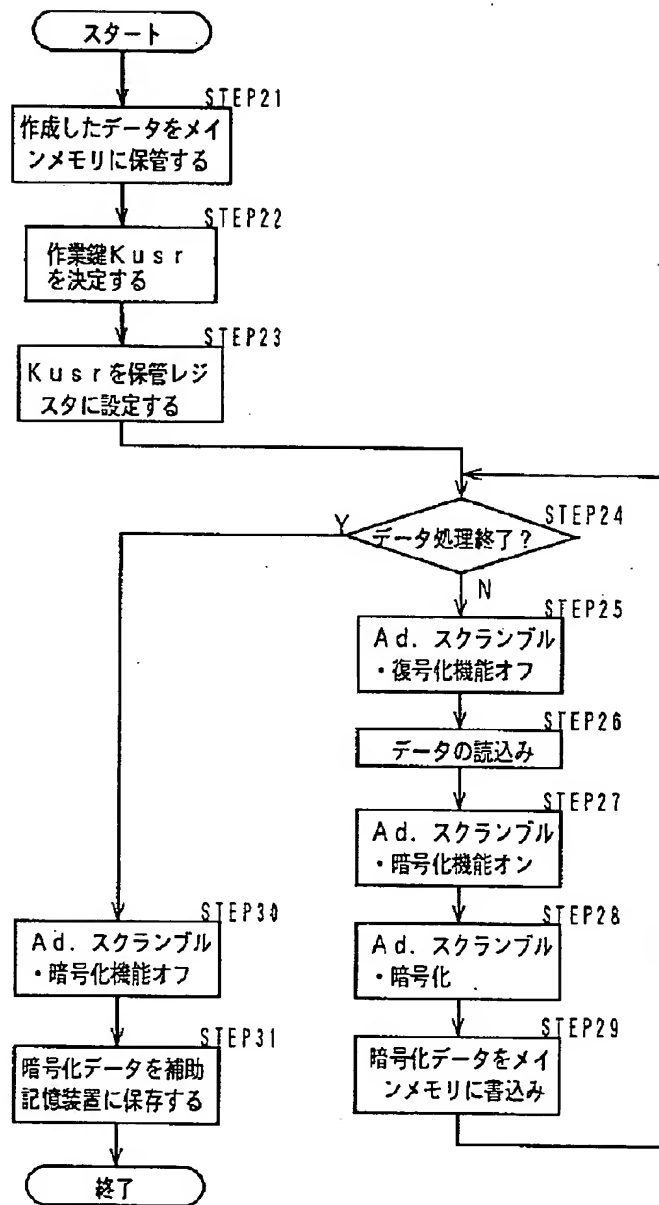 スタート
STEP21
作成したデータをメイ
ンメモリに保管する
STEP22
作業鍵Kusr
を決定する
STEP23
Kusrを保管レジ
スタに設定する
STEP24
データ処理終了?
Y
N
STEP25
Ad. スクランブル
・復号化機能オフ
STEP26
データの読込み
STEP27
Ad. スクランブル
・暗号化機能オン
STEP28
Ad. スクランブル
・暗号化
STEP29
暗号化データをメイ
ンメモリに書込み
STEP30
Ad. スクランブル
・暗号化機能オフ
STEP31
暗号化データを補助
記憶装置に保存する
終了